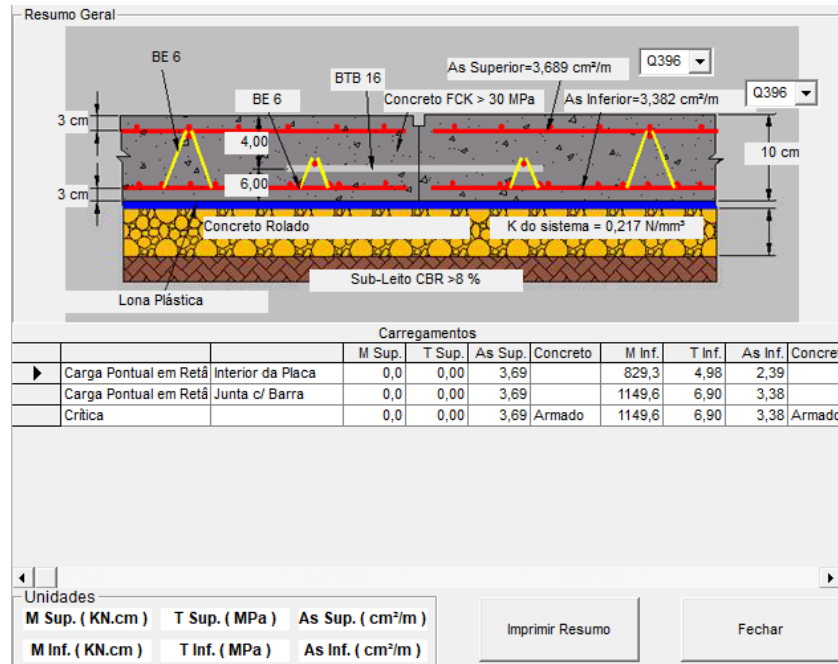 Resumo Geral
BE 6
As Superior=3,689 cm²/m
Q396
BTB 16
BE 6
Concreto FCK > 30 MPa
As Inferior=3,382 cm²/m
Q396
3 cm
4,00
10 cm
6,00
3 cm
Concreto Rolado
K do sistema = 0,217 N/mm³
Sub-Leito CBR >8 %
Lona Plástica
Carregamentos
M Sup. T Sup. As Sup. Concreto M Inf. T Inf. As Inf. Concret
Carga Pontual em Retâ Interior da Placa 0,0 0,00 3,69 829,3 4,98 2,39
Carga Pontual em Retâ Junta c/ Barra 0,0 0,00 3,69 1149,6 6,90 3,38
Crítica 0,0 0,00 3,69 Armado 1149,6 6,90 3,38 Armado
Unidades
M Sup. ( KN.cm ) T Sup. ( MPa ) As Sup. ( cm²/m )
M Inf. ( KN.cm ) T Inf. ( MPa ) As Inf. ( cm²/m )
Imprimir Resumo
Fechar